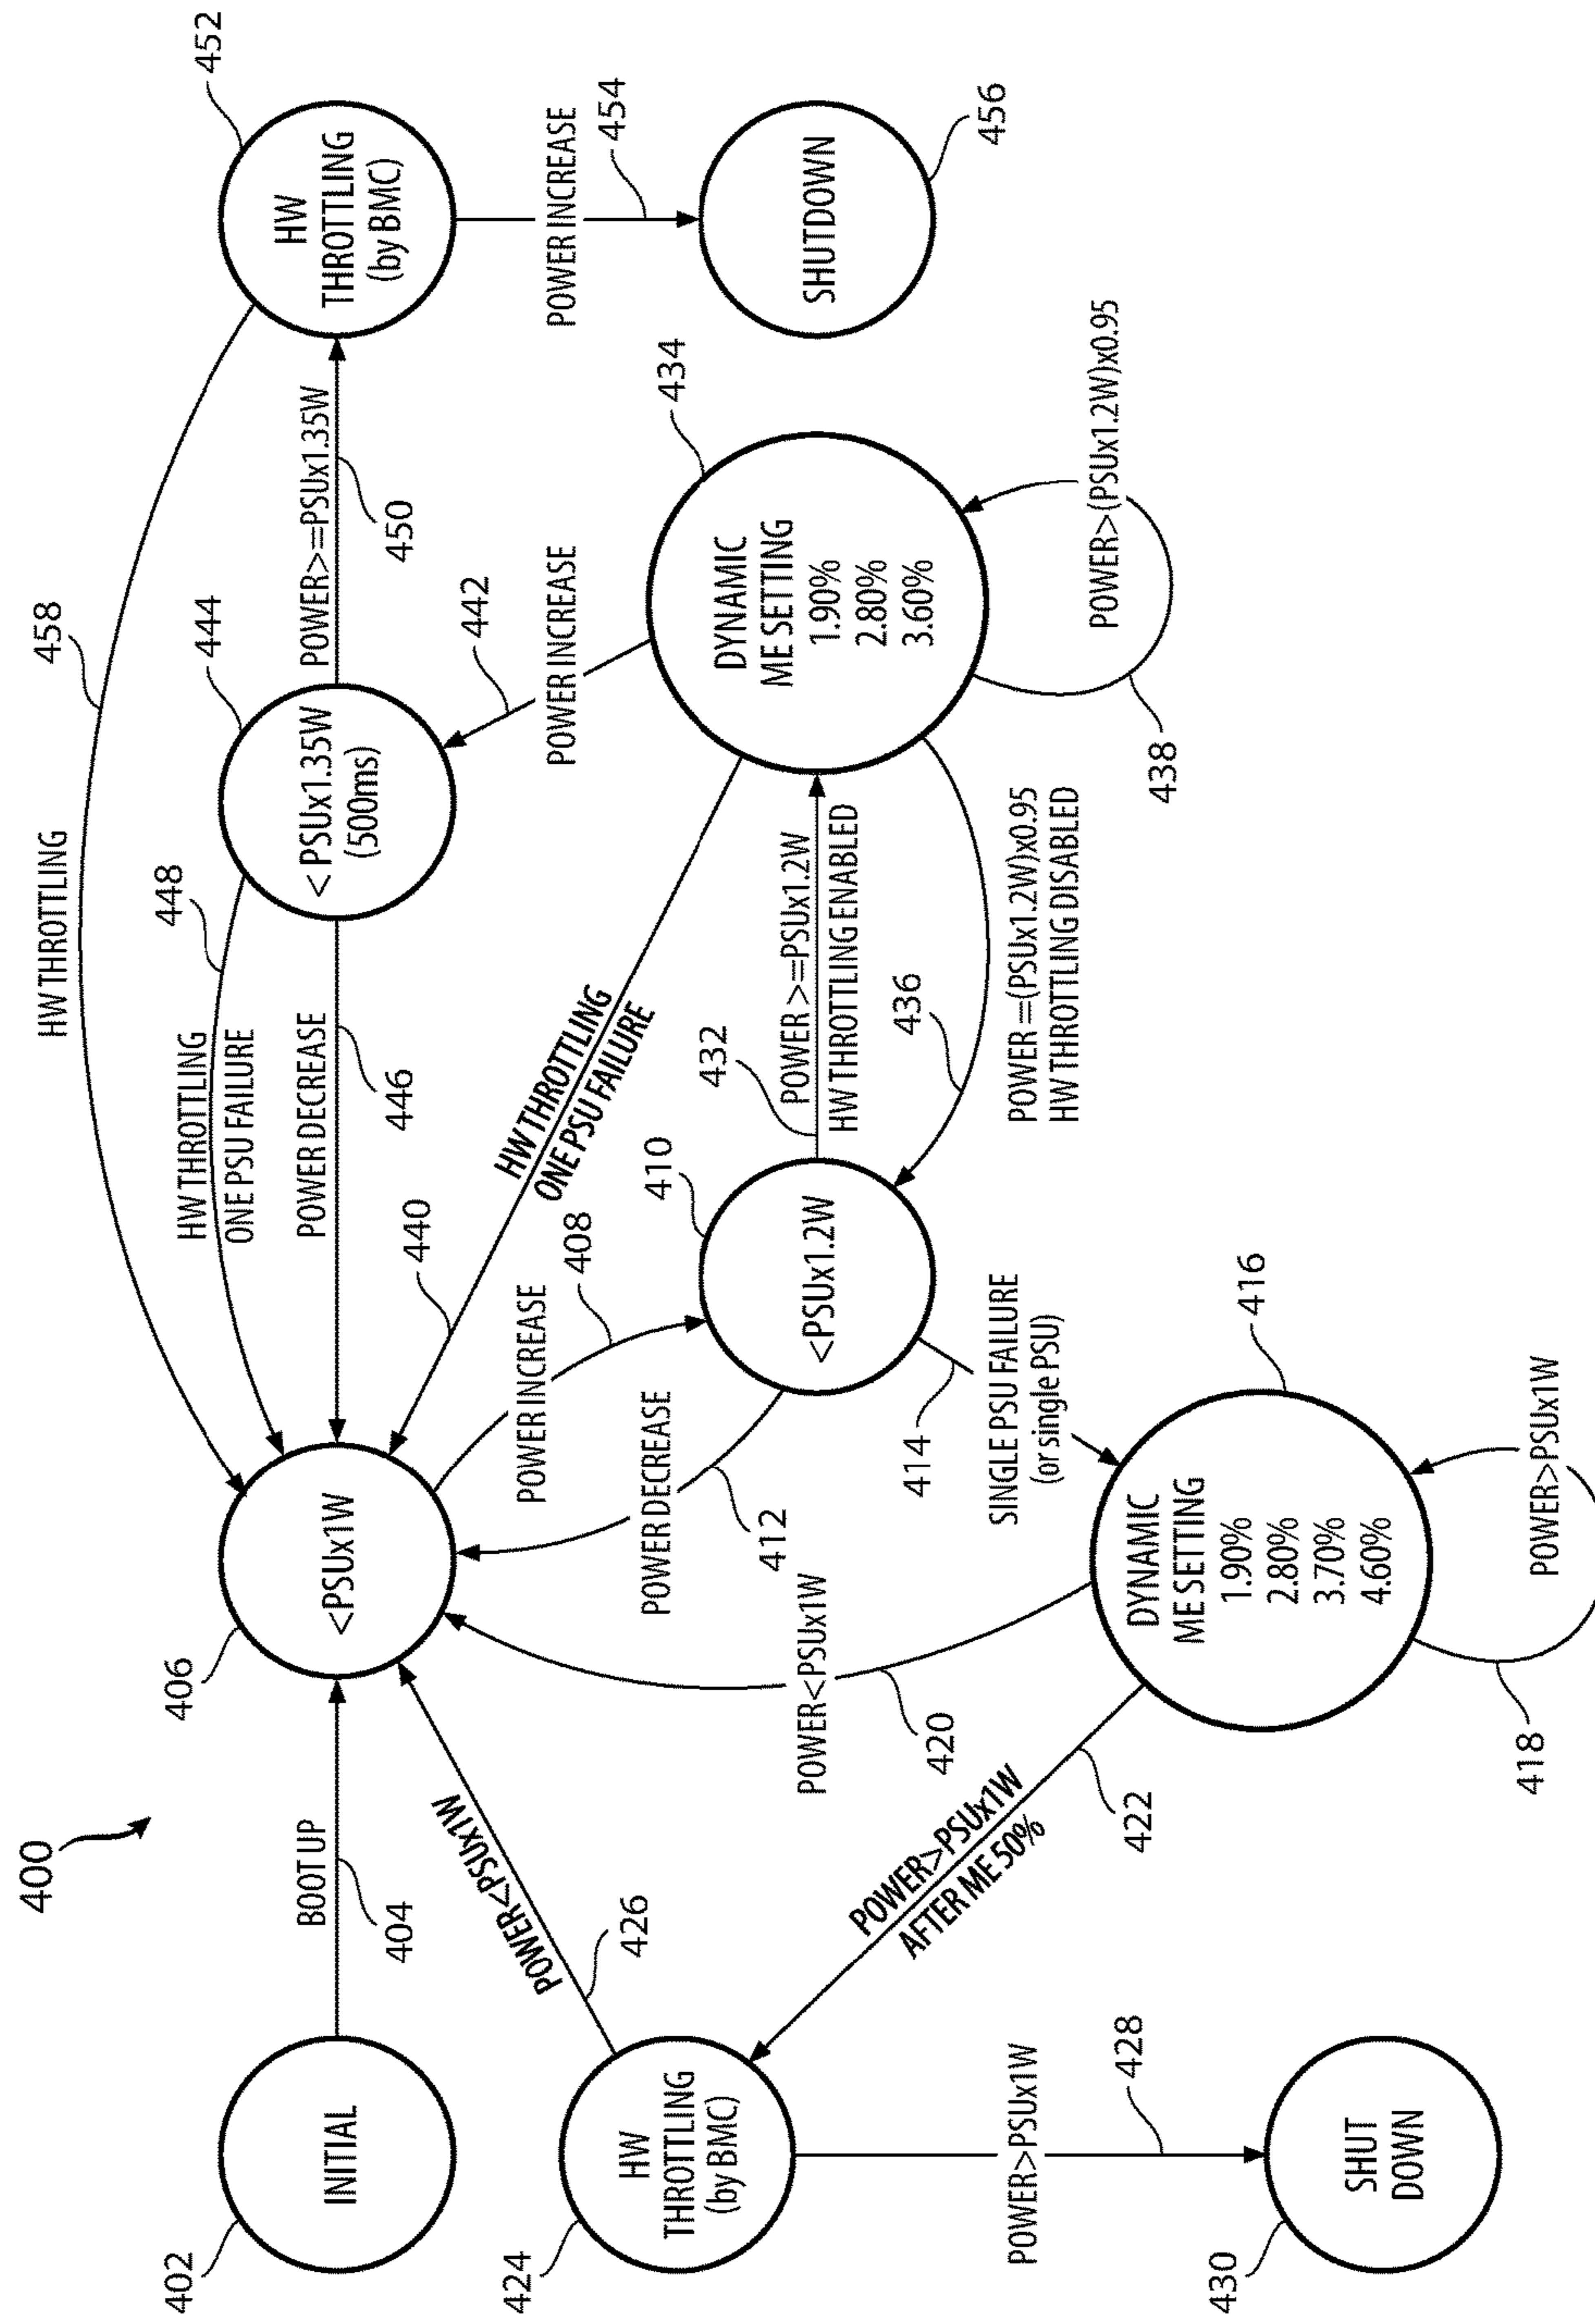 400
402
INITIAL
BOOT UP
404
406
<PSUx1W
HW THROTTLING
458
HW THROTTLING
ONE PSU FAILURE
448
POWER DECREASE
446
444
<PSUx1.35W
(500ms)
POWER>=PSUx1.35W
450
452
HW
THROTTLING
(by BMC)
POWER INCREASE
454
SHUTDOWN
456
424
HW
THROTTLING
(by BMC)
POWER<PSUx1W
426
POWER DECREASE
412
POWER INCREASE
408
440
HW THROTTLING
ONE PSU FAILURE
POWER INCREASE
442
410
<PSUx1.2W
432
POWER >=PSUx1.2W
HW THROTTLING ENABLED
436
POWER =(PSUx1.2W)x0.95
HW THROTTLING DISABLED
434
DYNAMIC
ME SETTING
1.90%
2.80%
3.60%
POWER>(PSUx1.2W)x0.95
438
POWER<PSUx1W
420
414
SINGLE PSU FAILURE
(or single PSU)
POWER>PSUx1W
AFTER ME 50%
422
416
DYNAMIC
ME SETTING
1.90%
2.80%
3.70%
4.60%
POWER>PSUx1W
418
POWER>PSUx1W
428
430
SHUT
DOWN